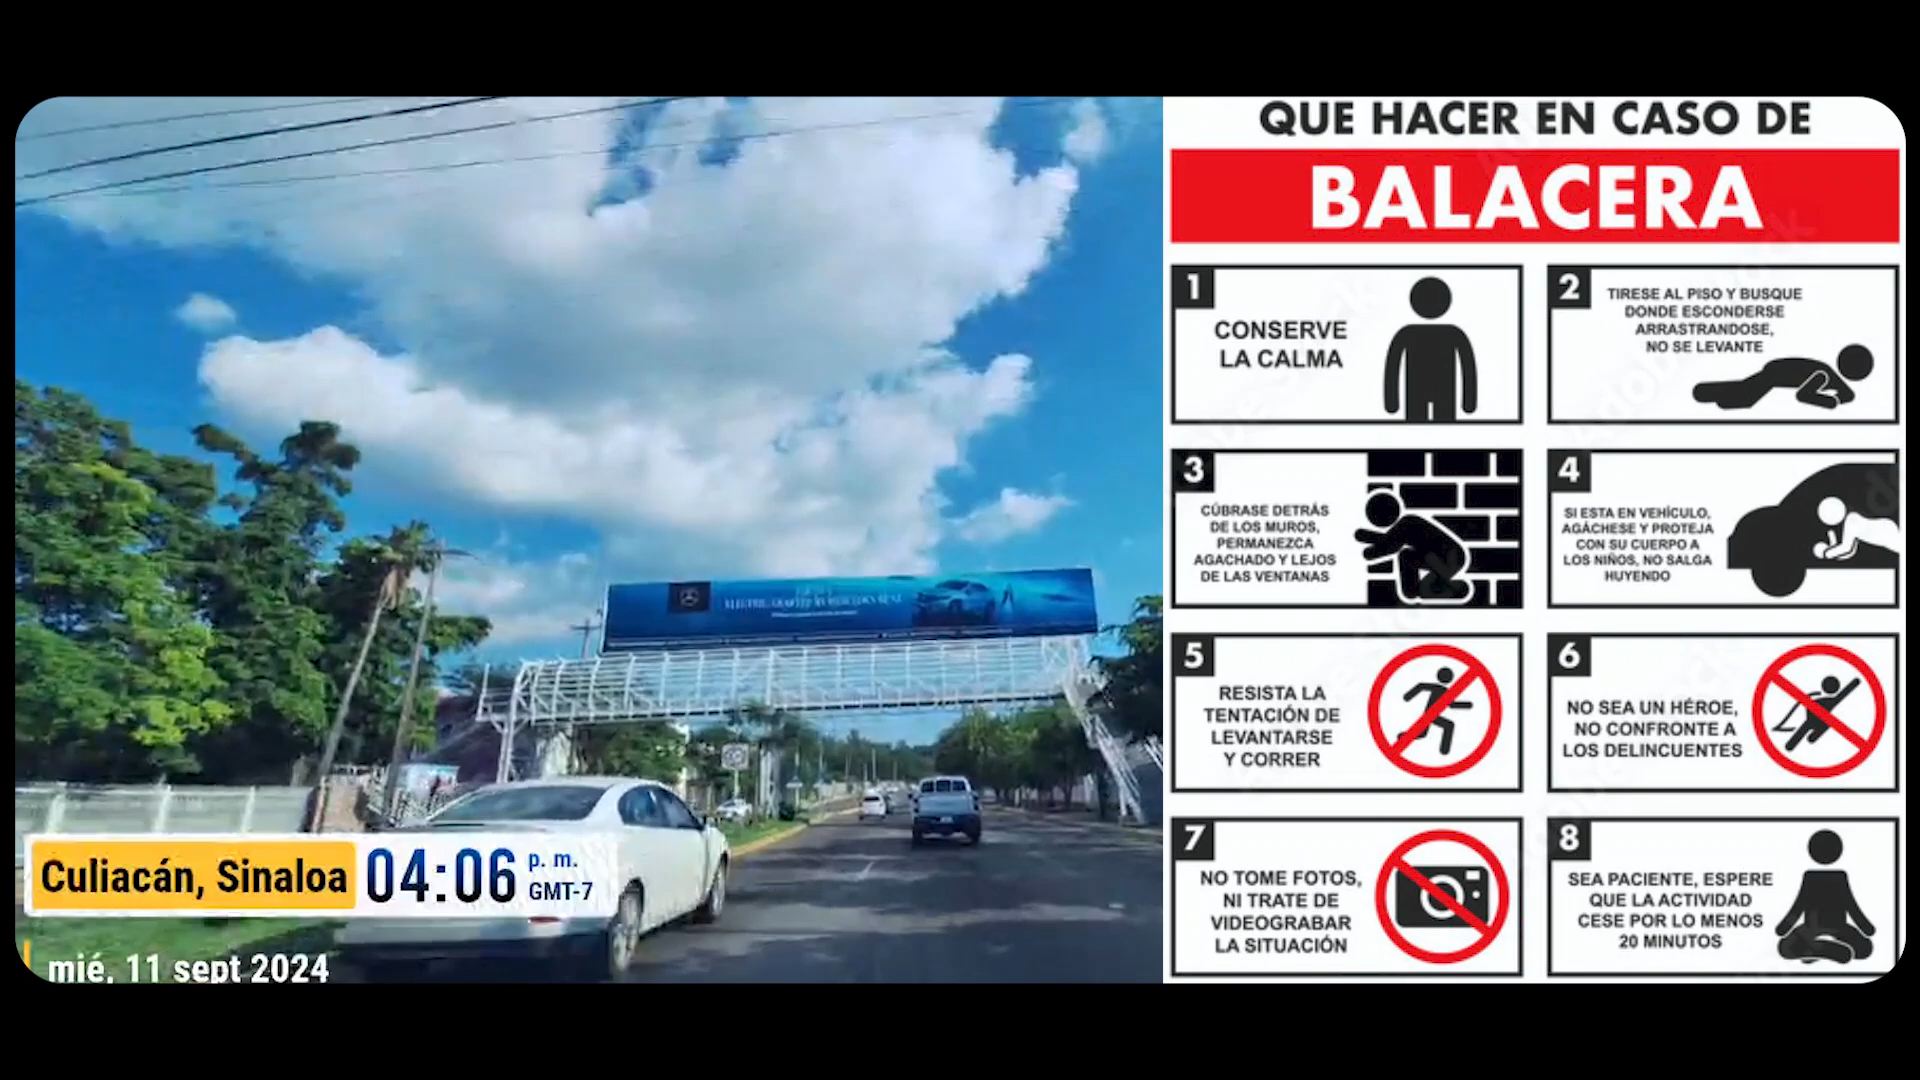 Culiacán, Sinaloa
04:06
p. m.
GMT-7
mié, 11 sept 2024
QUE HACER EN CASO DE
BALACERA
1
CONSERVE
LA CALMA
2
TIRESE AL PISO Y BUSQUE
DONDE ESCONDERSE
ARRASTRANDOSE,
NO SE LEVANTE
3
CÚBRASE DETRÁS
DE LOS MUROS,
PERMANEZCA
AGACHADO Y LEJOS
DE LAS VENTANAS
4
SI ESTA EN VEHÍCULO,
AGÁCHESE Y PROTEJA
CON SU CUERPO A
LOS NIÑOS, NO SALGA
HUYENDO
5
RESISTA LA
TENTACIÓN DE
LEVANTARSE
Y CORRER
6
NO SEA UN HÉROE,
NO CONFRONTE A
LOS DELINCUENTES
7
NO TOME FOTOS,
NI TRATE DE
VIDEOGRABAR
LA SITUACIÓN
8
SEA PACIENTE, ESPERE
QUE LA ACTIVIDAD
CESE POR LO MENOS
20 MINUTOS